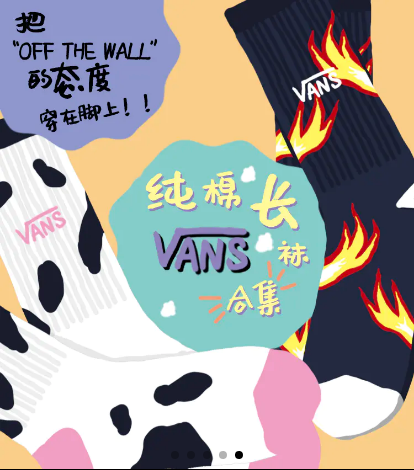 把
"OFF THE WALL"
的态度
穿在脚上！！
VANS
VANS
纯棉长
VANS
袜
合集